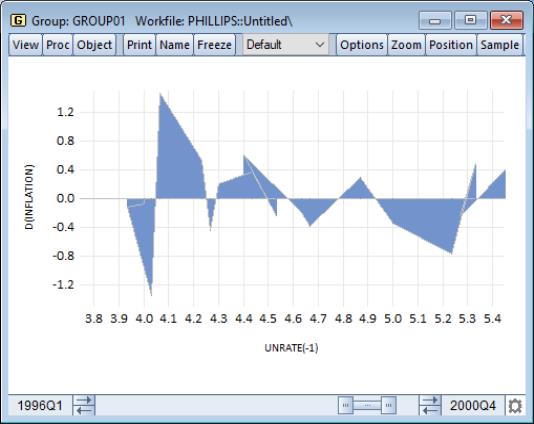 Group: GROUP01 Workfile: PHILLIPS::Untitled\
View Proc Object Print Name Freeze Default Options Zoom Position Sample
D(INFLATION)
1.2
0.8
0.4
0.0
-0.4
-0.8
-1.2
3.8 3.9 4.0 4.1 4.2 4.3 4.4 4.5 4.6 4.7 4.8 4.9 5.0 5.1 5.2 5.3 5.4
UNRATE(-1)
1996Q1 2000Q4